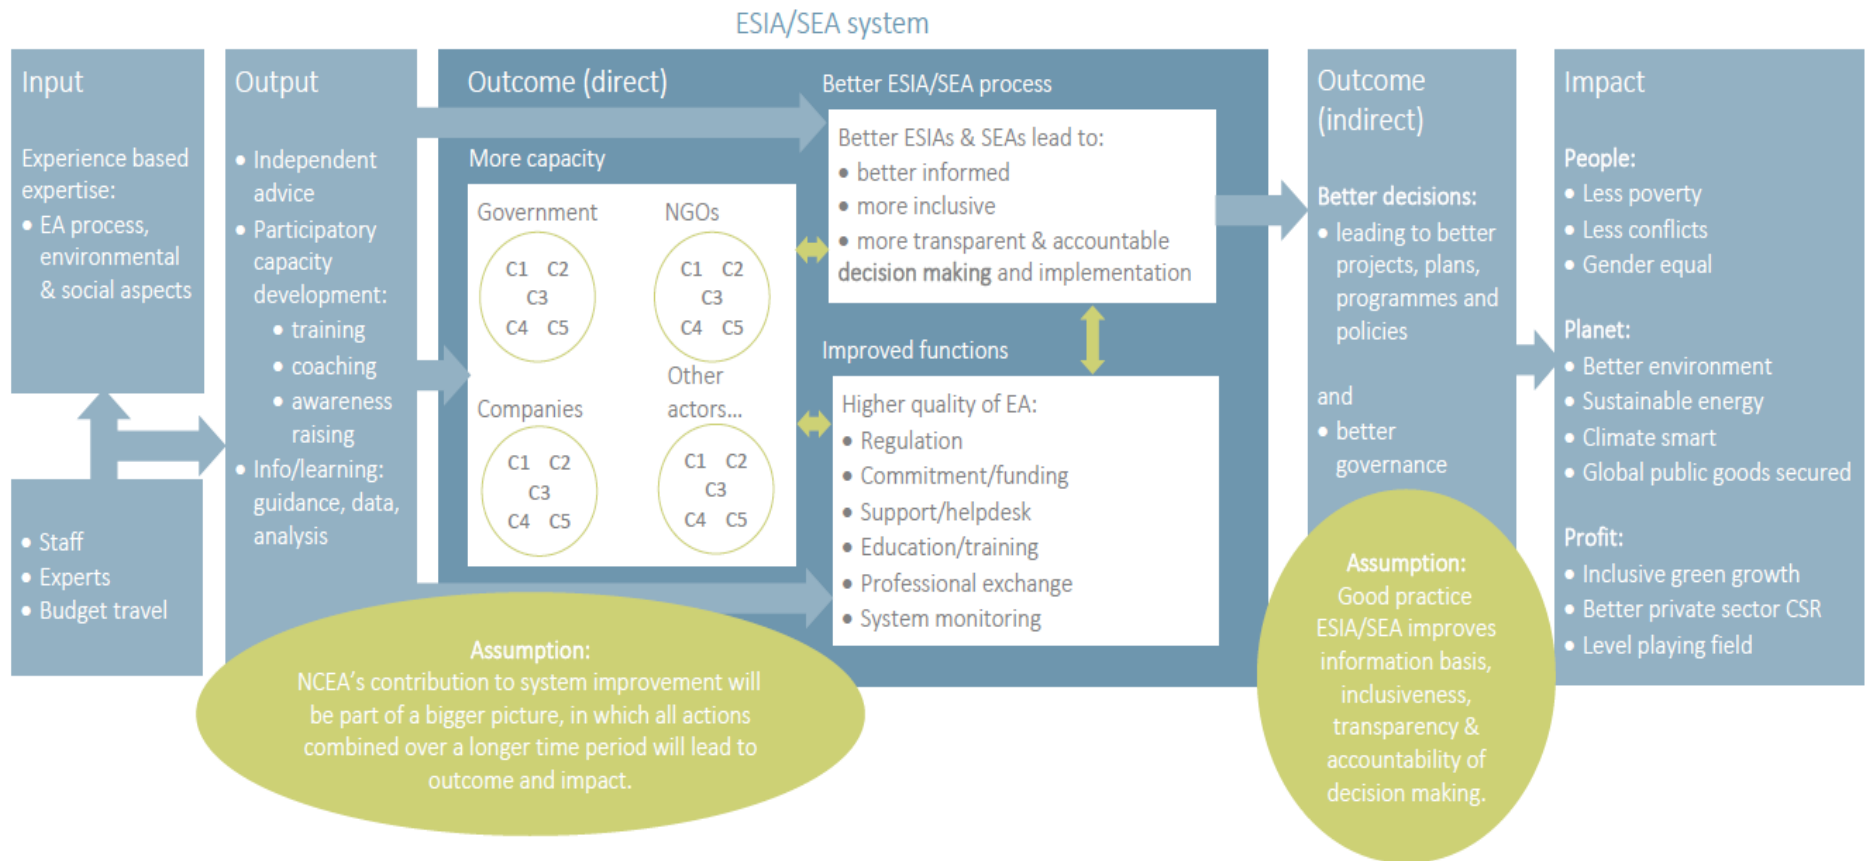 ESIA/SEA system
Input
Experience based
expertise:
• EA process,
environmental
& social aspects
• Staff
• Experts
• Budget travel
Output
• Independent
advice
• Participatory
capacity
development:
• training
• coaching
• awareness
raising
• Info/learning:
guidance, data,
analysis
Outcome (direct)
More capacity
Government
C1 C2
C3
C4 C5
NGOs
C1 C2
C3
C4 C5
Companies
C1 C2
C3
C4 C5
Other
actors...
C1 C2
C3
C4 C5
Better ESIA/SEA process
Better ESIAs & SEAs lead to:
• better informed
• more inclusive
• more transparent & accountable
decision making and implementation
Improved functions
Higher quality of EA:
• Regulation
• Commitment/funding
• Support/helpdesk
• Education/training
• Professional exchange
• System monitoring
Assumption:
NCEA's contribution to system improvement will
be part of a bigger picture, in which all actions
combined over a longer time period will lead to
outcome and impact.
Outcome
(indirect)
Better decisions:
• leading to better
projects, plans,
programmes and
policies
and
• better
governance
Assumption:
Good practice
ESIA/SEA improves
information basis,
inclusiveness,
transparency &
accountability of
decision making.
Impact
People:
• Less poverty
• Less conflicts
• Gender equal
Planet:
• Better environment
• Sustainable energy
• Climate smart
• Global public goods secured
Profit:
• Inclusive green growth
• Better private sector CSR
• Level playing field